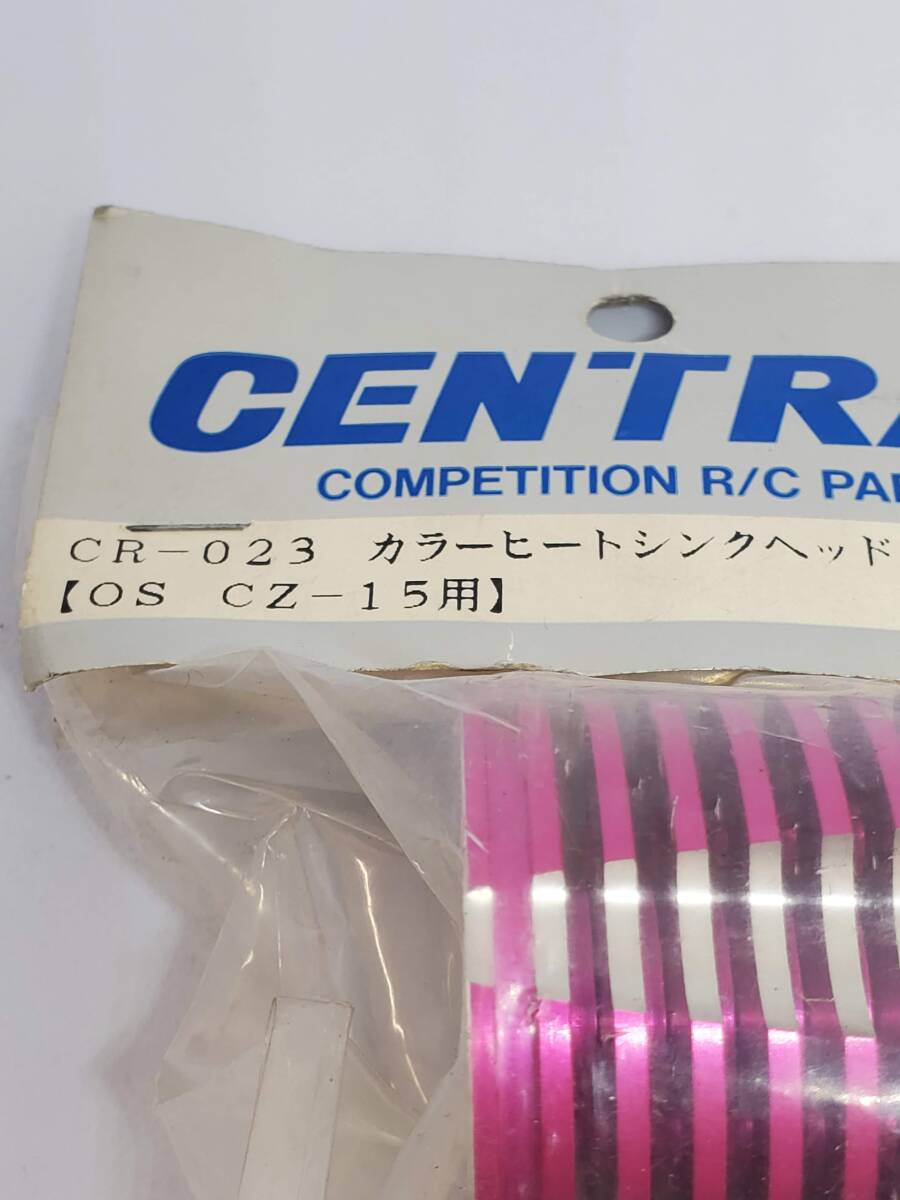 CENTRA
COMPETITION R/C PAR
CR-023 カラーヒートシンクヘッド
【OS CZ-15用】